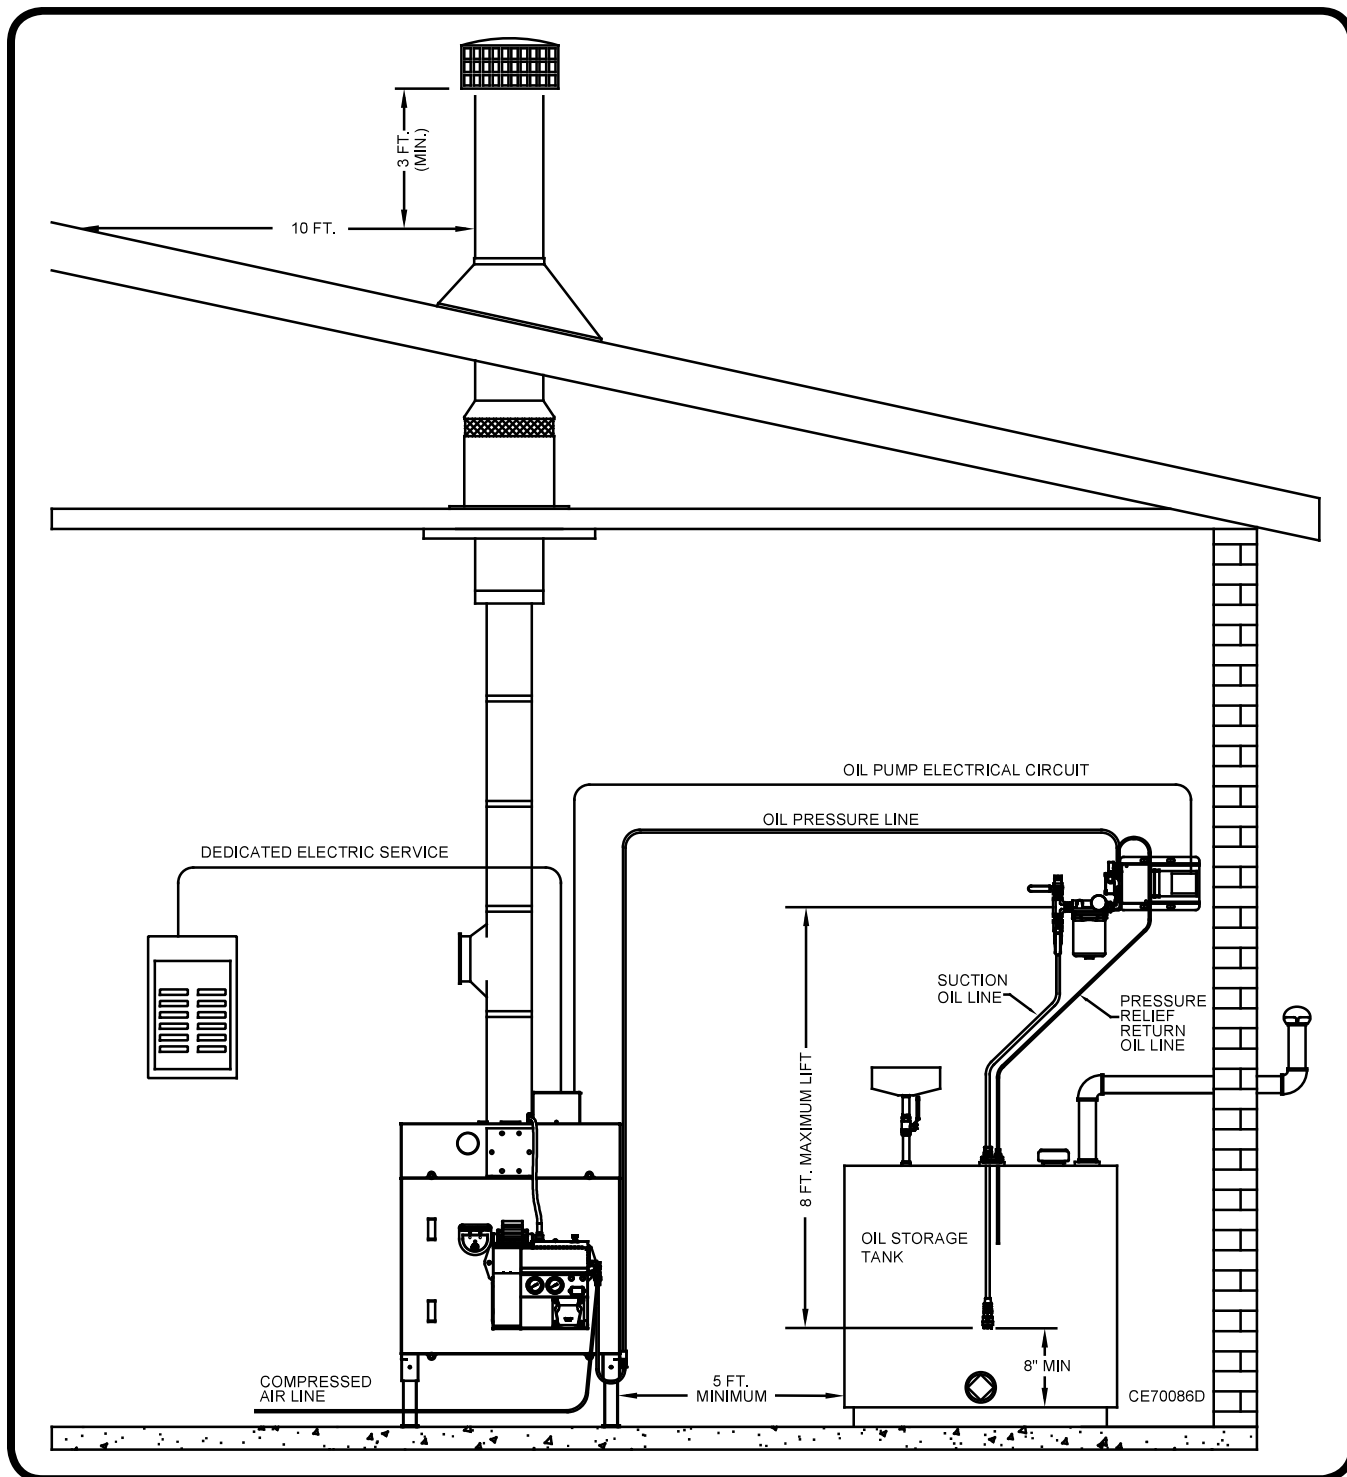 3 FT.
(MIN.)
10 FT.
OIL PUMP ELECTRICAL CIRCUIT
OIL PRESSURE LINE
DEDICATED ELECTRIC SERVICE
SUCTION
OIL LINE
PRESSURE
RELIEF
RETURN
OIL LINE
8 FT. MAXIMUM LIFT
OIL STORAGE
TANK
8" MIN
5 FT.
MINIMUM
COMPRESSED
AIR LINE
CE70086D